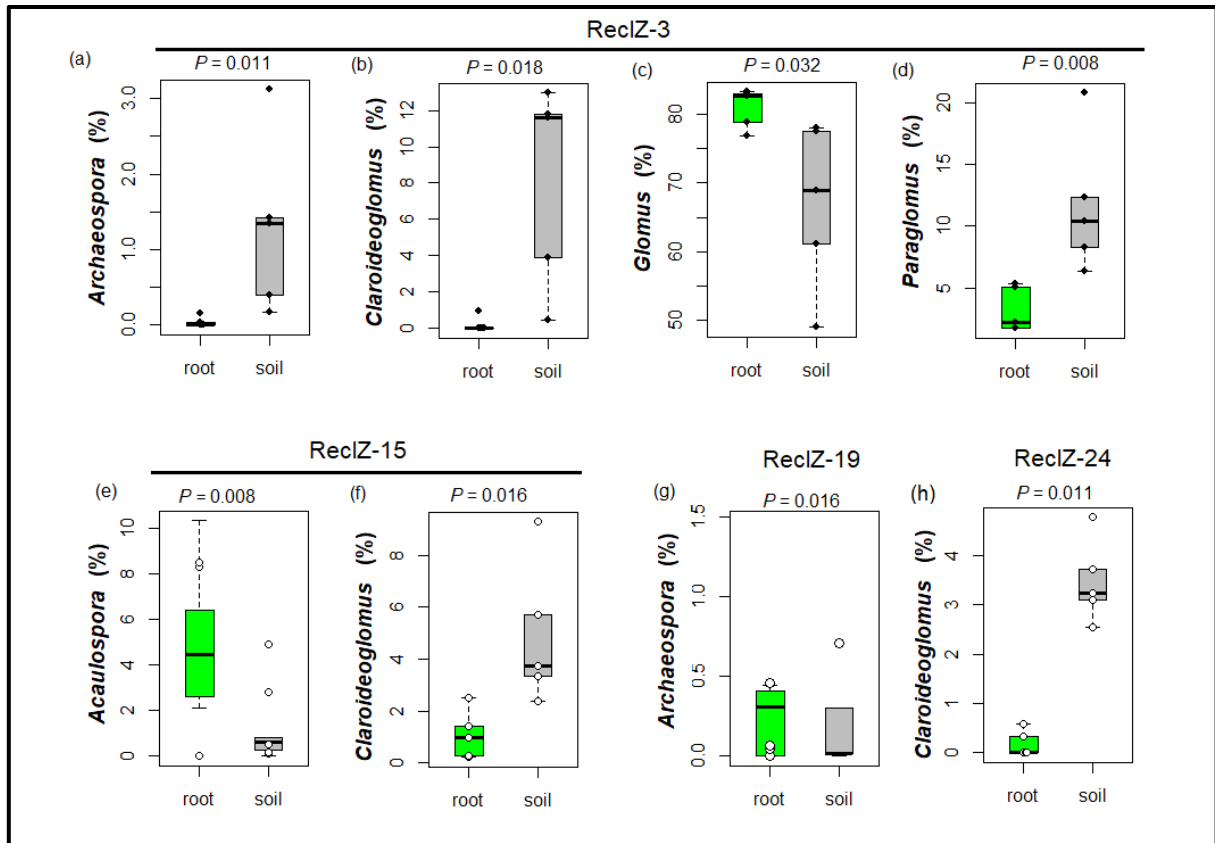 ReclZ-3
(a)
P = 0.011
Archaeospora (%)
3.0
2.0
1.0
0.0
root
soil
(b)
P = 0.018
Claroideoglomus (%)
12
10
8
6
4
2
0
root
soil
(c)
P = 0.032
Glomus (%)
80
70
60
50
root
soil
(d)
P = 0.008
Paraglomus (%)
20
15
10
5
root
soil
ReclZ-15
(e)
P = 0.008
Acaulospora (%)
10
8
6
4
2
0
root
soil
(f)
P = 0.016
Claroideoglomus (%)
8
6
4
2
0
root
soil
ReclZ-19
(g)
P = 0.016
Archaeospora (%)
1.5
1.0
0.5
0.0
root
soil
ReclZ-24
(h)
P = 0.011
Claroideoglomus (%)
4
3
2
1
0
root
soil